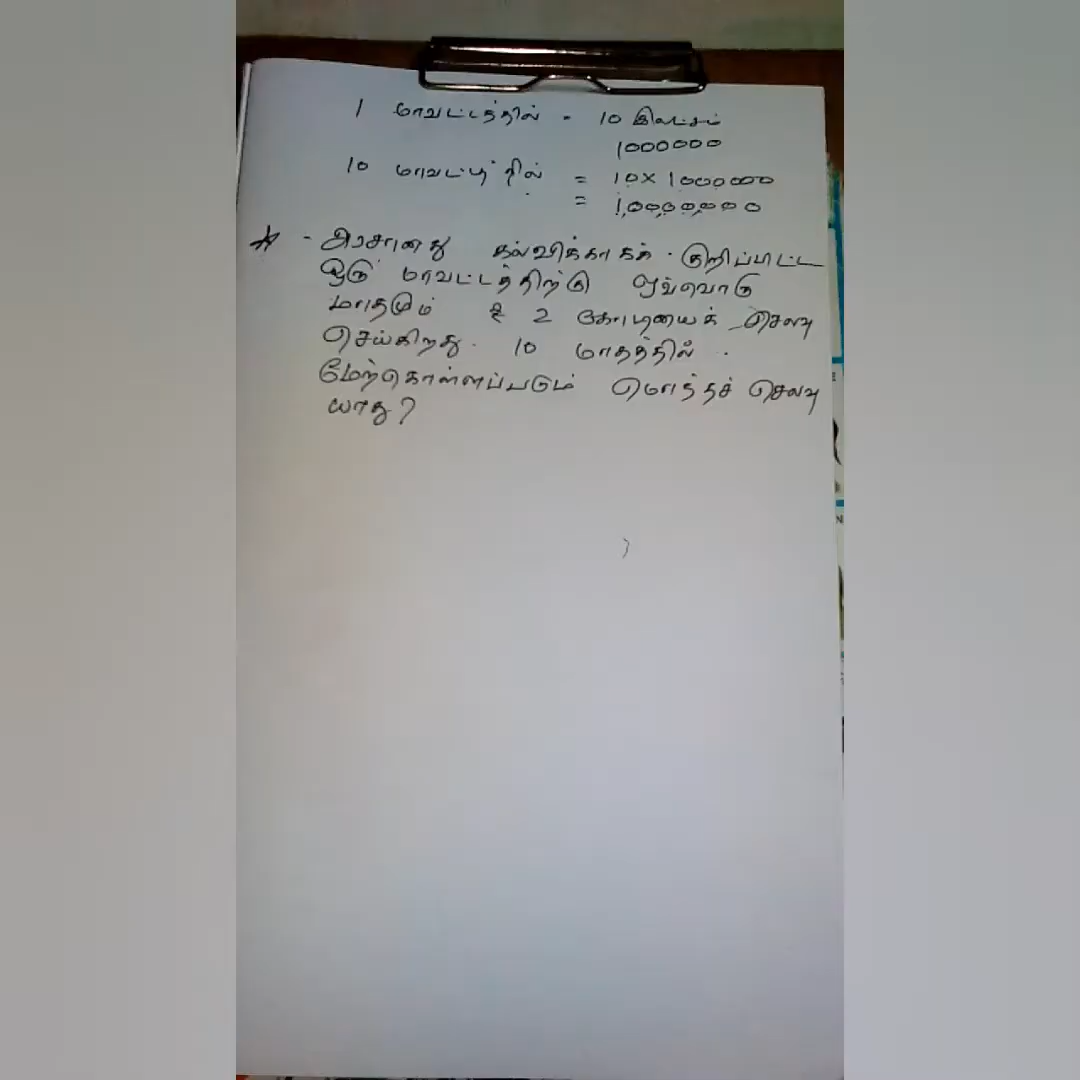 1 மாவட்டத்தில் = 10 இலட்சம்
1000000
10 மாவட்டத்தில் = 10 × 1000000
= 1,00,00,000
☆ - அரசானது கல்விக்காகக் குறிப்பிட்ட
ஒரு மாவட்டத்திற்கு ஒவ்வொரு
மாதமும் ₹ 2 கோடியைச் செலவு
செய்கிறது. 10 மாதத்தில்
மேற்கொள்ளப்படும் மொத்தச் செலவு
யாது?